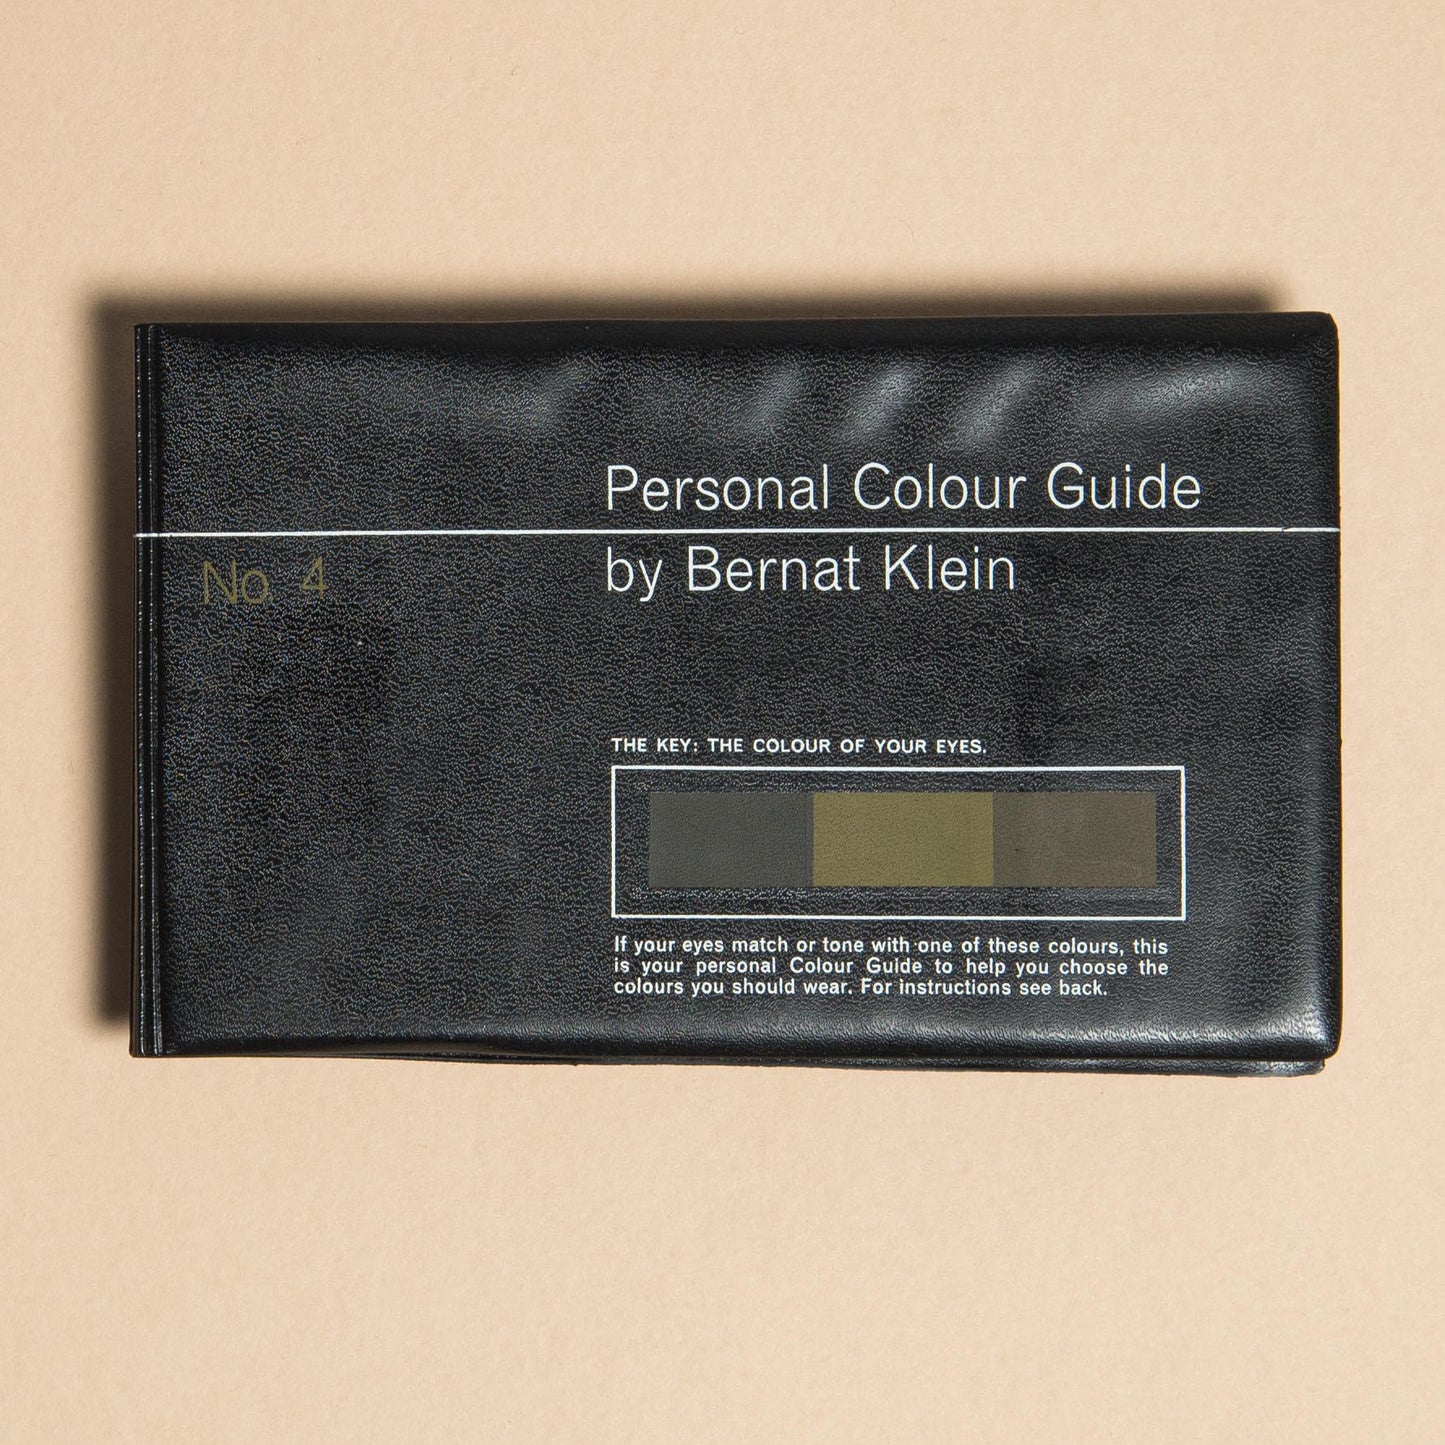 Personal Colour Guide
by Bernat Klein
No 4
THE KEY: THE COLOUR OF YOUR EYES.
If your eyes match or tone with one of these colours, this
is your personal Colour Guide to help you choose the
colours you should wear. For instructions see back.